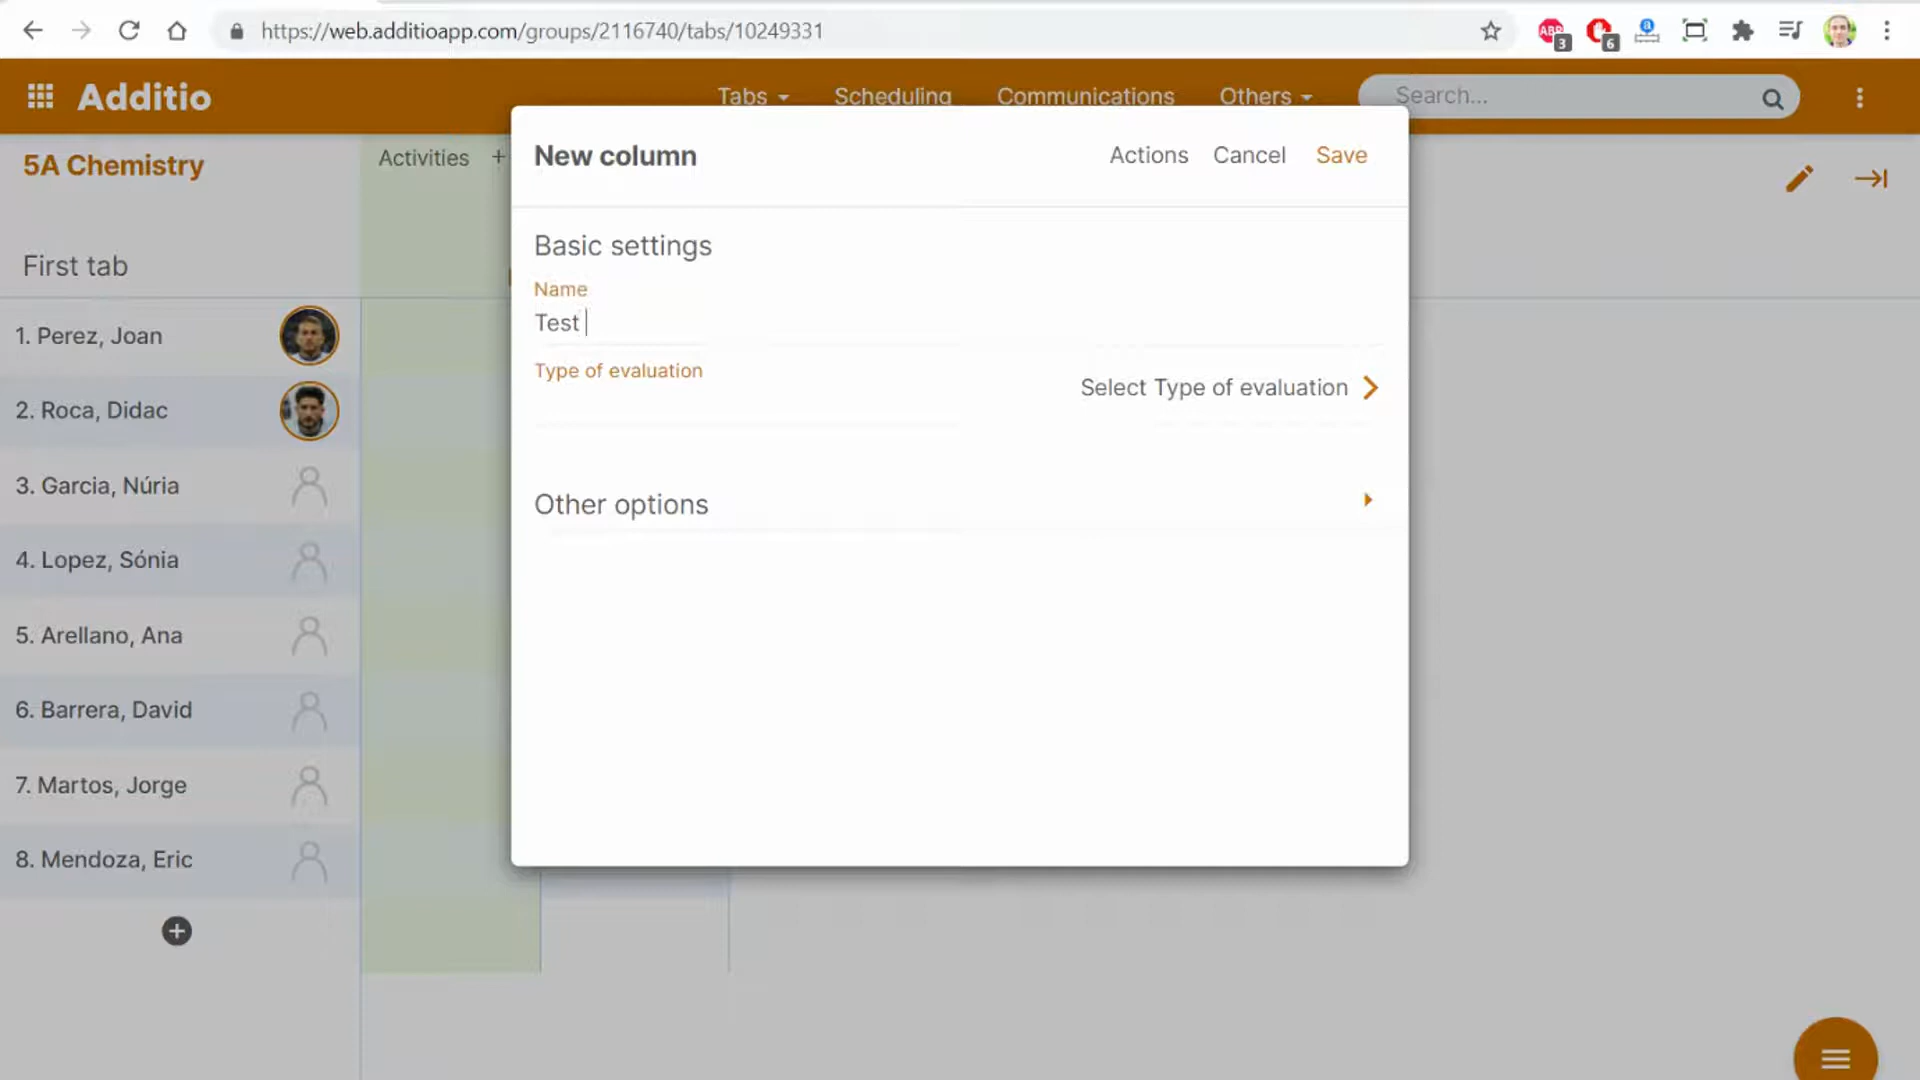 https://web.additioapp.com/groups/2116740/tabs/10249331
ABP
3
6
a
Additio
Tabs
Scheduling
Communications
Others
Search...
5A Chemistry
Activities +
New column
Actions
Cancel
Save
First tab
Basic settings
Name
Test
Type of evaluation
Select Type of evaluation
Other options
1. Perez, Joan
2. Roca, Didac
3. Garcia, Núria
4. Lopez, Sónia
5. Arellano, Ana
6. Barrera, David
7. Martos, Jorge
8. Mendoza, Eric